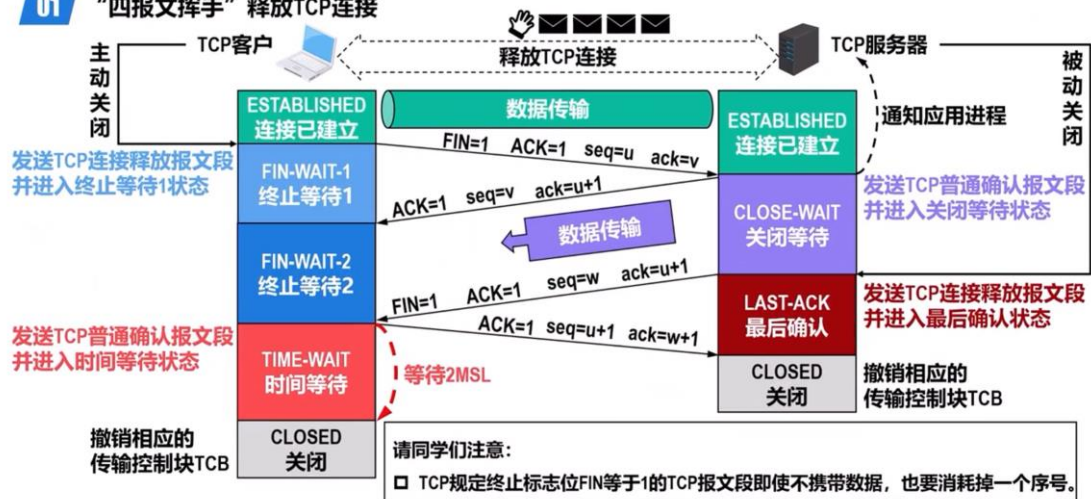 01 “四报文挥手”释放TCP连接
TCP客户
释放TCP连接
TCP服务器
主动关闭
被动关闭
通知应用进程
ESTABLISHED
连接已建立
数据传输
ESTABLISHED
连接已建立
FIN=1 ACK=1 seq=u ack=v
发送TCP连接释放报文段
并进入终止等待1状态
FIN-WAIT-1
终止等待1
ACK=1 seq=v ack=u+1
CLOSE-WAIT
关闭等待
发送TCP普通确认报文段
并进入关闭等待状态
数据传输
FIN-WAIT-2
终止等待2
FIN=1 ACK=1 seq=w ack=u+1
LAST-ACK
最后确认
发送TCP连接释放报文段
并进入最后确认状态
ACK=1 seq=u+1 ack=w+1
发送TCP普通确认报文段
并进入时间等待状态
TIME-WAIT
时间等待
等待2MSL
CLOSED
关闭
撤销相应的
传输控制块TCB
撤销相应的
传输控制块TCB
CLOSED
关闭
请同学们注意：
TCP规定终止标志位FIN等于1的TCP报文段即使不携带数据，也要消耗掉一个序号。